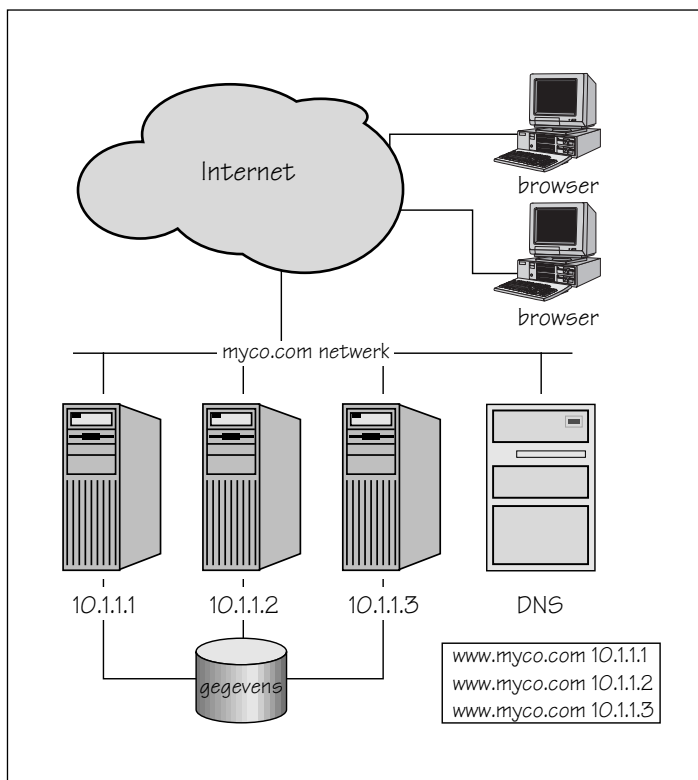 Internet
browser
browser
myco.com netwerk
10.1.1.1
10.1.1.2
10.1.1.3
DNS
gegevens
www.myco.com 10.1.1.1
www.myco.com 10.1.1.2
www.myco.com 10.1.1.3